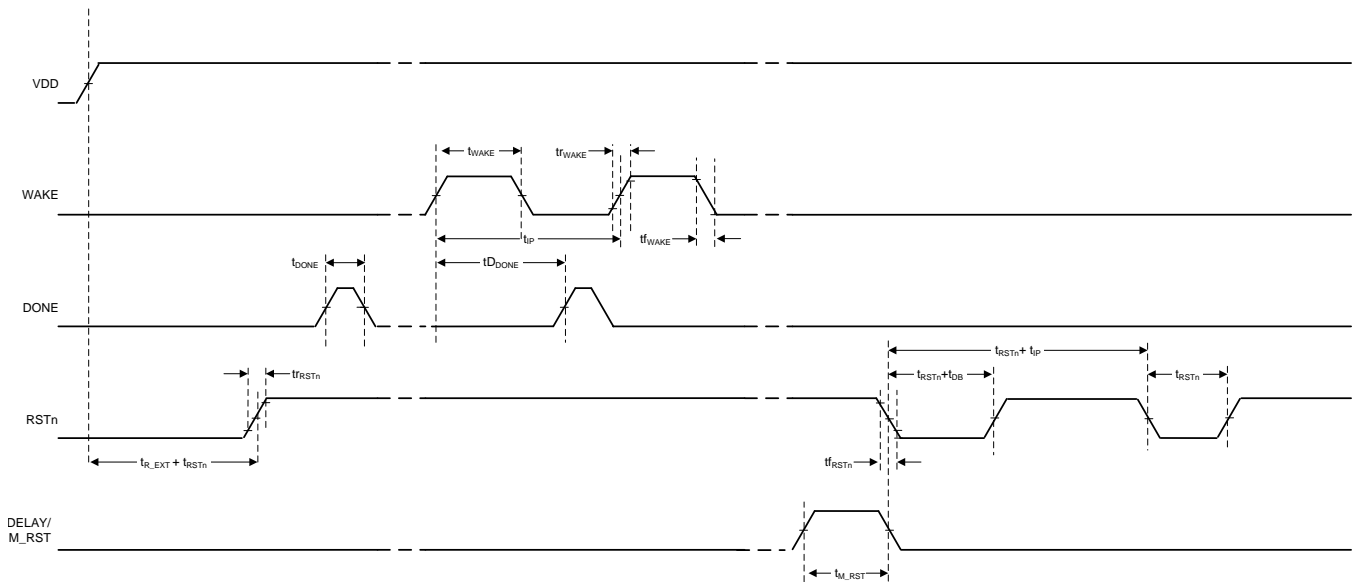 VDD
tWAKE
trWAKE
WAKE
tIP
tfWAKE
tDONE
tDDONE
DONE
tRSTn+ tIP
tRSTn+tDB
tRSTn
trRSTn
RSTn
tR_EXT + tRSTn
tfRSTn
DELAY/
M_RST
tM_RST